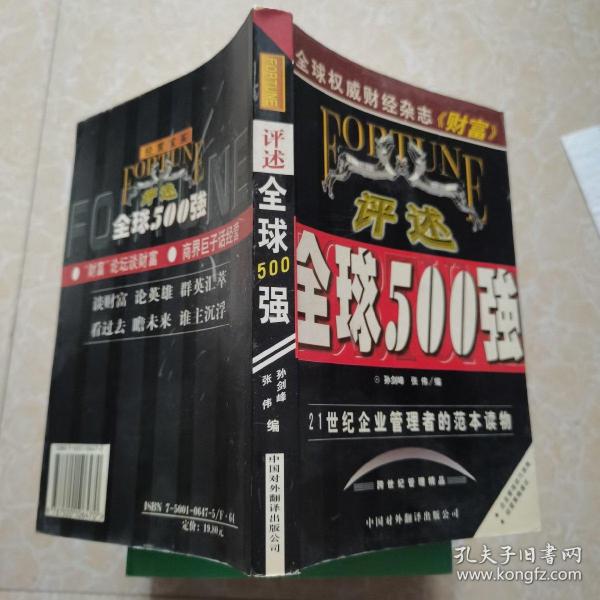 全球权威财经杂志《财富》
FORTUNE
评述
全球500強
孙剑峰 张伟/编
21世纪企业管理者的范本读物
跨世纪管理精品
中国对外翻译出版公司
FORTUNE
评述
全球500强
孙剑峰
张伟 编
中国对外翻译出版公司
FORTUNE
评述
全球500強
“财富”论坛谈财富 商界巨子话经营
谈财富 论英雄 群英汇萃
看过去 瞻未来 谁主沉浮
ISBN 7-5001-0647-5/F·61
定价：19.80元
孔夫子旧书网
www.kongfz.com